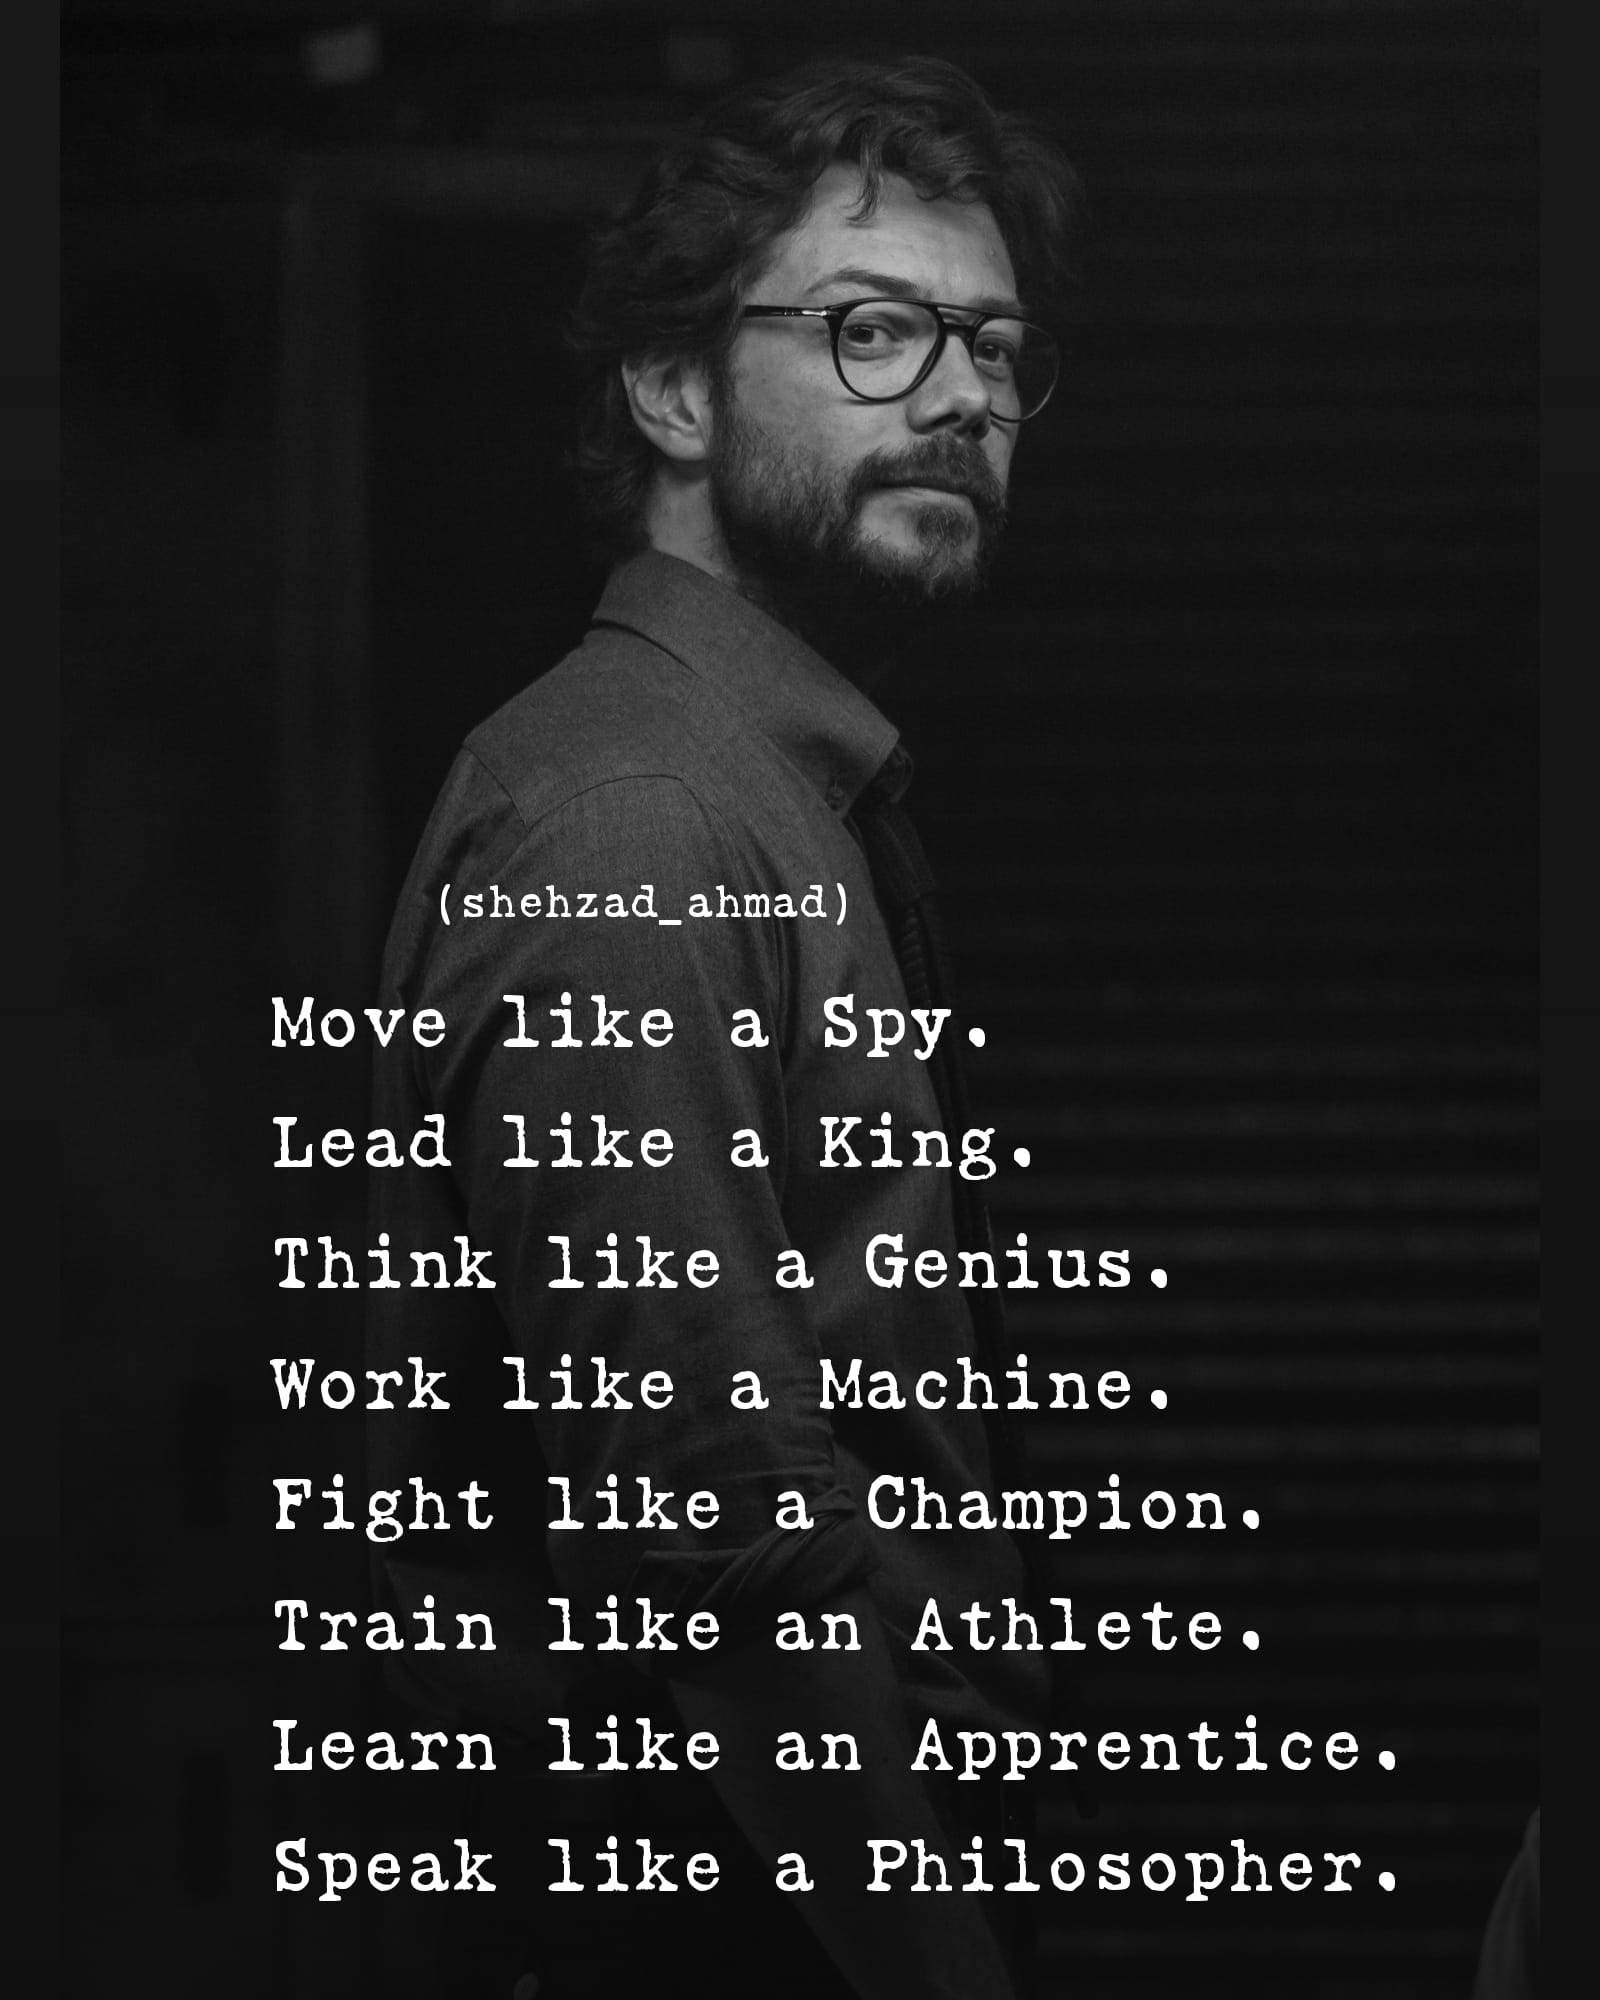 (shehzad_ahmad)
Move like a Spy.
Lead like a King.
Think like a Genius.
Work like a Machine.
Fight like a Champion.
Train like an Athlete.
Learn like an Apprentice.
Speak like a Philosopher.